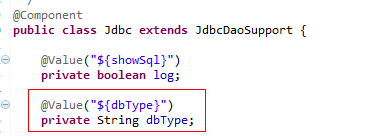 @Component
public class Jdbc extends JdbcDaoSupport {
@Value("${showSql}")
private boolean log;
@Value("${dbType}")
private String dbType;